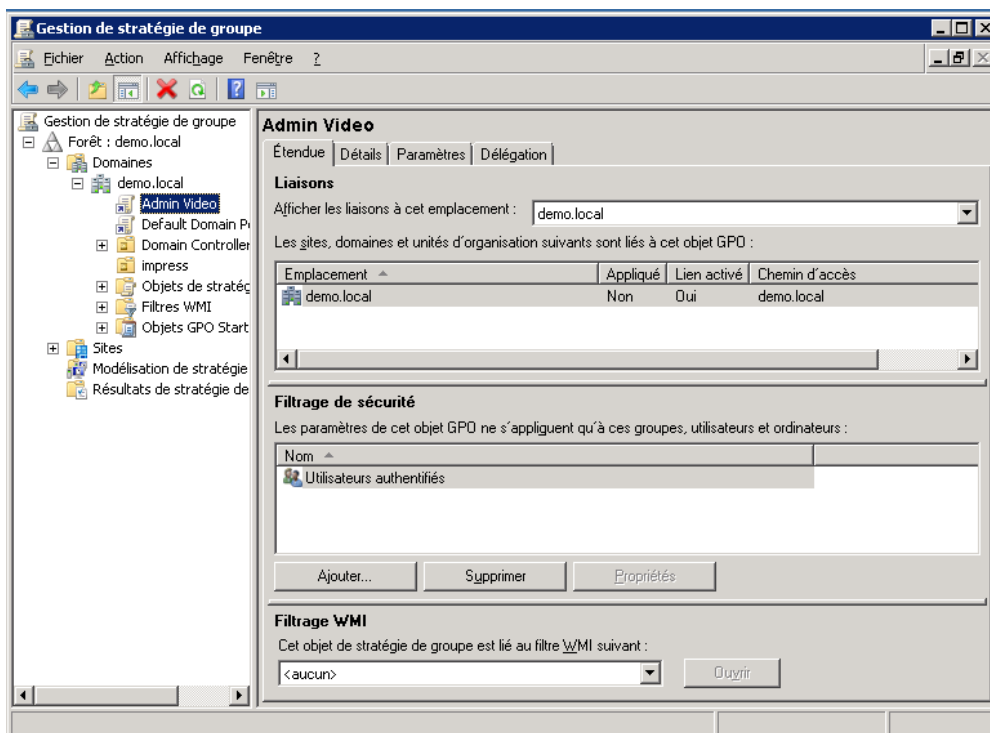 Gestion de stratégie de groupe
Fichier Action Affichage Fenêtre ?
Gestion de stratégie de groupe
Forêt : demo.local
Domaines
demo.local
Admin Video
Default Domain P
Domain Controller
impress
Objets de stratég
Filtres WMI
Objets GPO Start
Sites
Modélisation de stratégie
Résultats de stratégie de
Admin Video
Étendue Détails Paramètres Délégation
Liaisons
Afficher les liaisons à cet emplacement : demo.local
Les sites, domaines et unités d'organisation suivants sont liés à cet objet GPO :
Emplacement Appliqué Lien activé Chemin d'accès
demo.local Non Oui demo.local
Filtrage de sécurité
Les paramètres de cet objet GPO ne s'appliquent qu'à ces groupes, utilisateurs et ordinateurs :
Nom
Utilisateurs authentifiés
Ajouter... Supprimer Propriétés
Filtrage WMI
Cet objet de stratégie de groupe est lié au filtre WMI suivant :
<aucun> Ouvrir